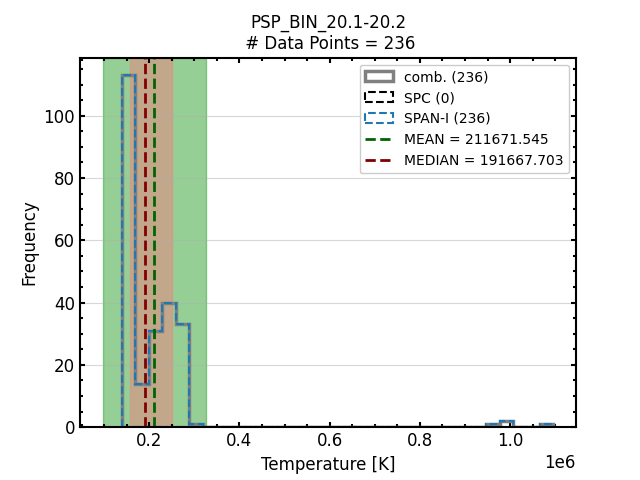 PSP_BIN_20.1-20.2
# Data Points = 236
comb. (236)
SPC (0)
SPAN-I (236)
MEAN = 211671.545
MEDIAN = 191667.703
Frequency
100
80
60
40
20
0
0.2 0.4 0.6 0.8 1.0
1e6
Temperature [K]